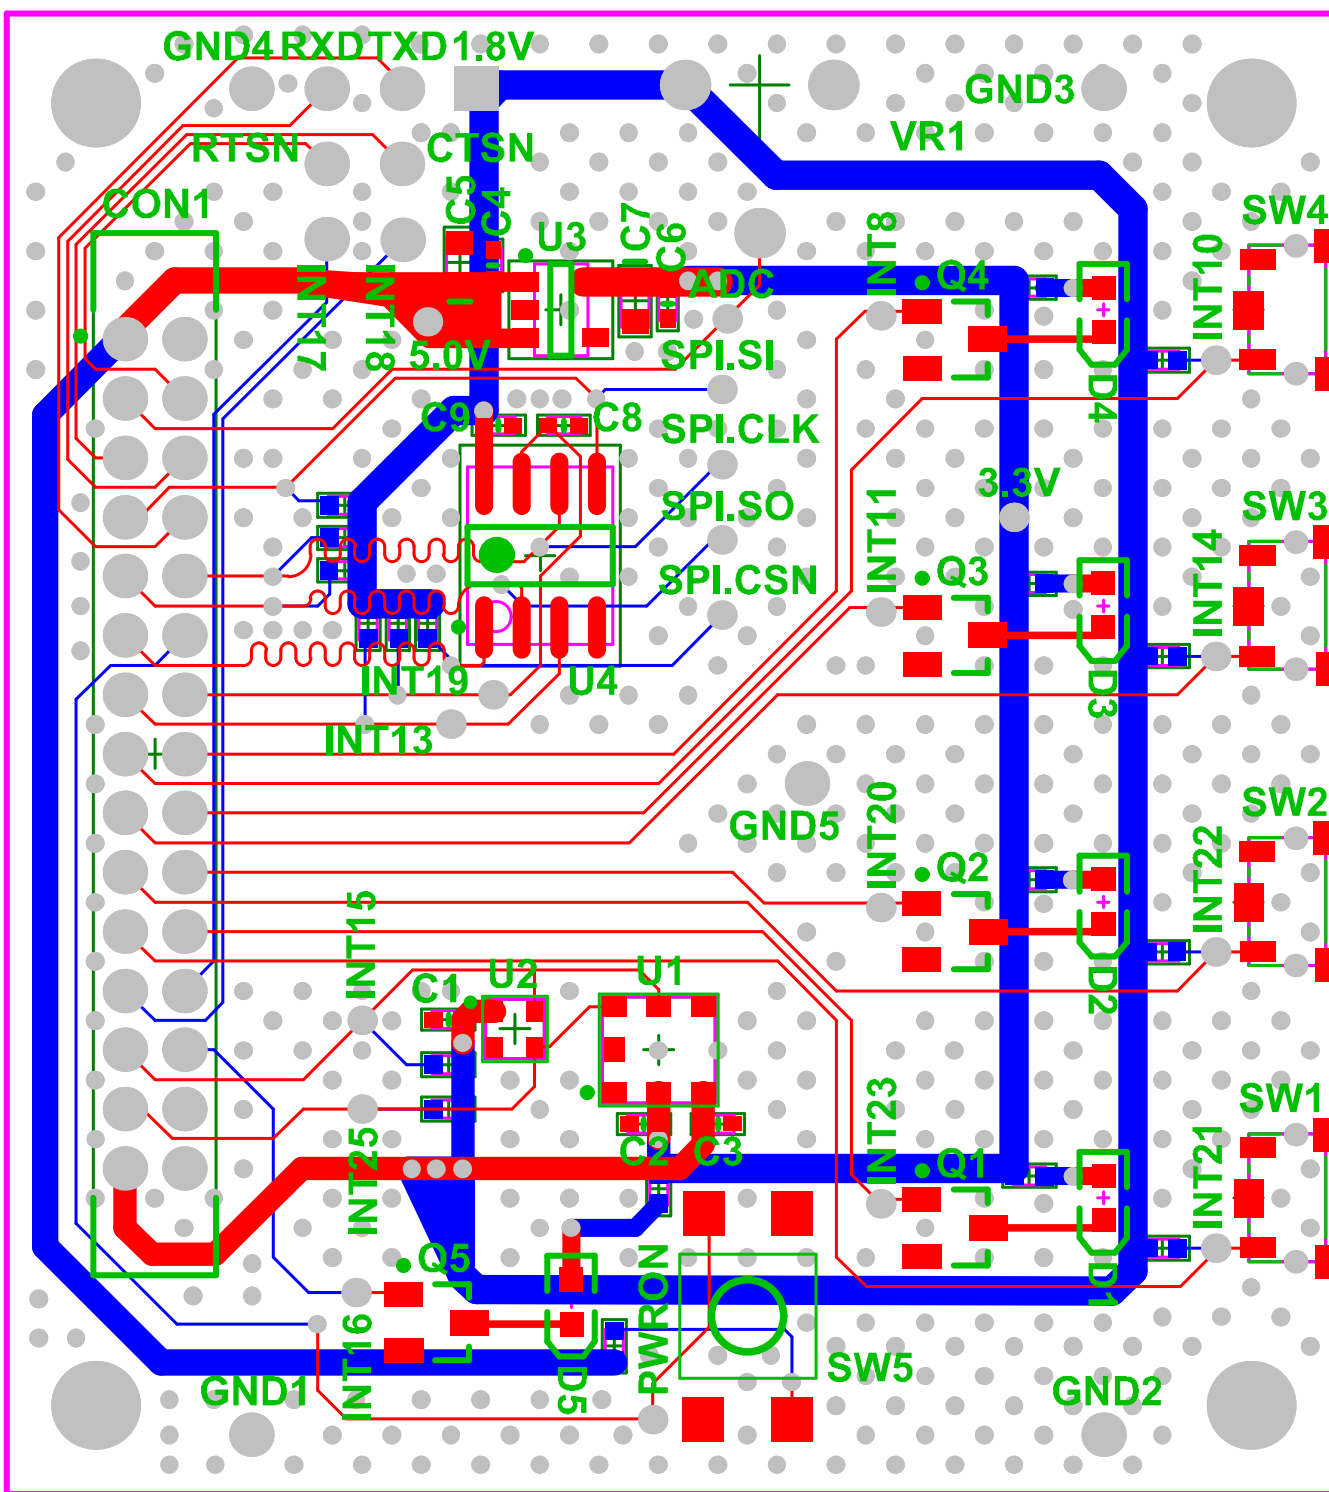 GND4 RXD TXD 1.8V
GND3
VR1
RTSN
CTSN
CON1
C5
C4
U3
C7
C6
INT8
Q4
INT10
SW4
INT17
INT18
5.0V
ADC
SPI.SI
D4
C9
C8
SPI.CLK
3.3V
SPI.SO
INT11
Q3
INT14
SW3
SPI.CSN
INT19
U4
D3
INT13
GND5
INT20
Q2
INT22
SW2
INT15
C1
U2
U1
D2
INT25
C2
C3
INT23
Q1
INT21
SW1
Q5
PWRON
D1
INT16
GND1
D5
SW5
GND2